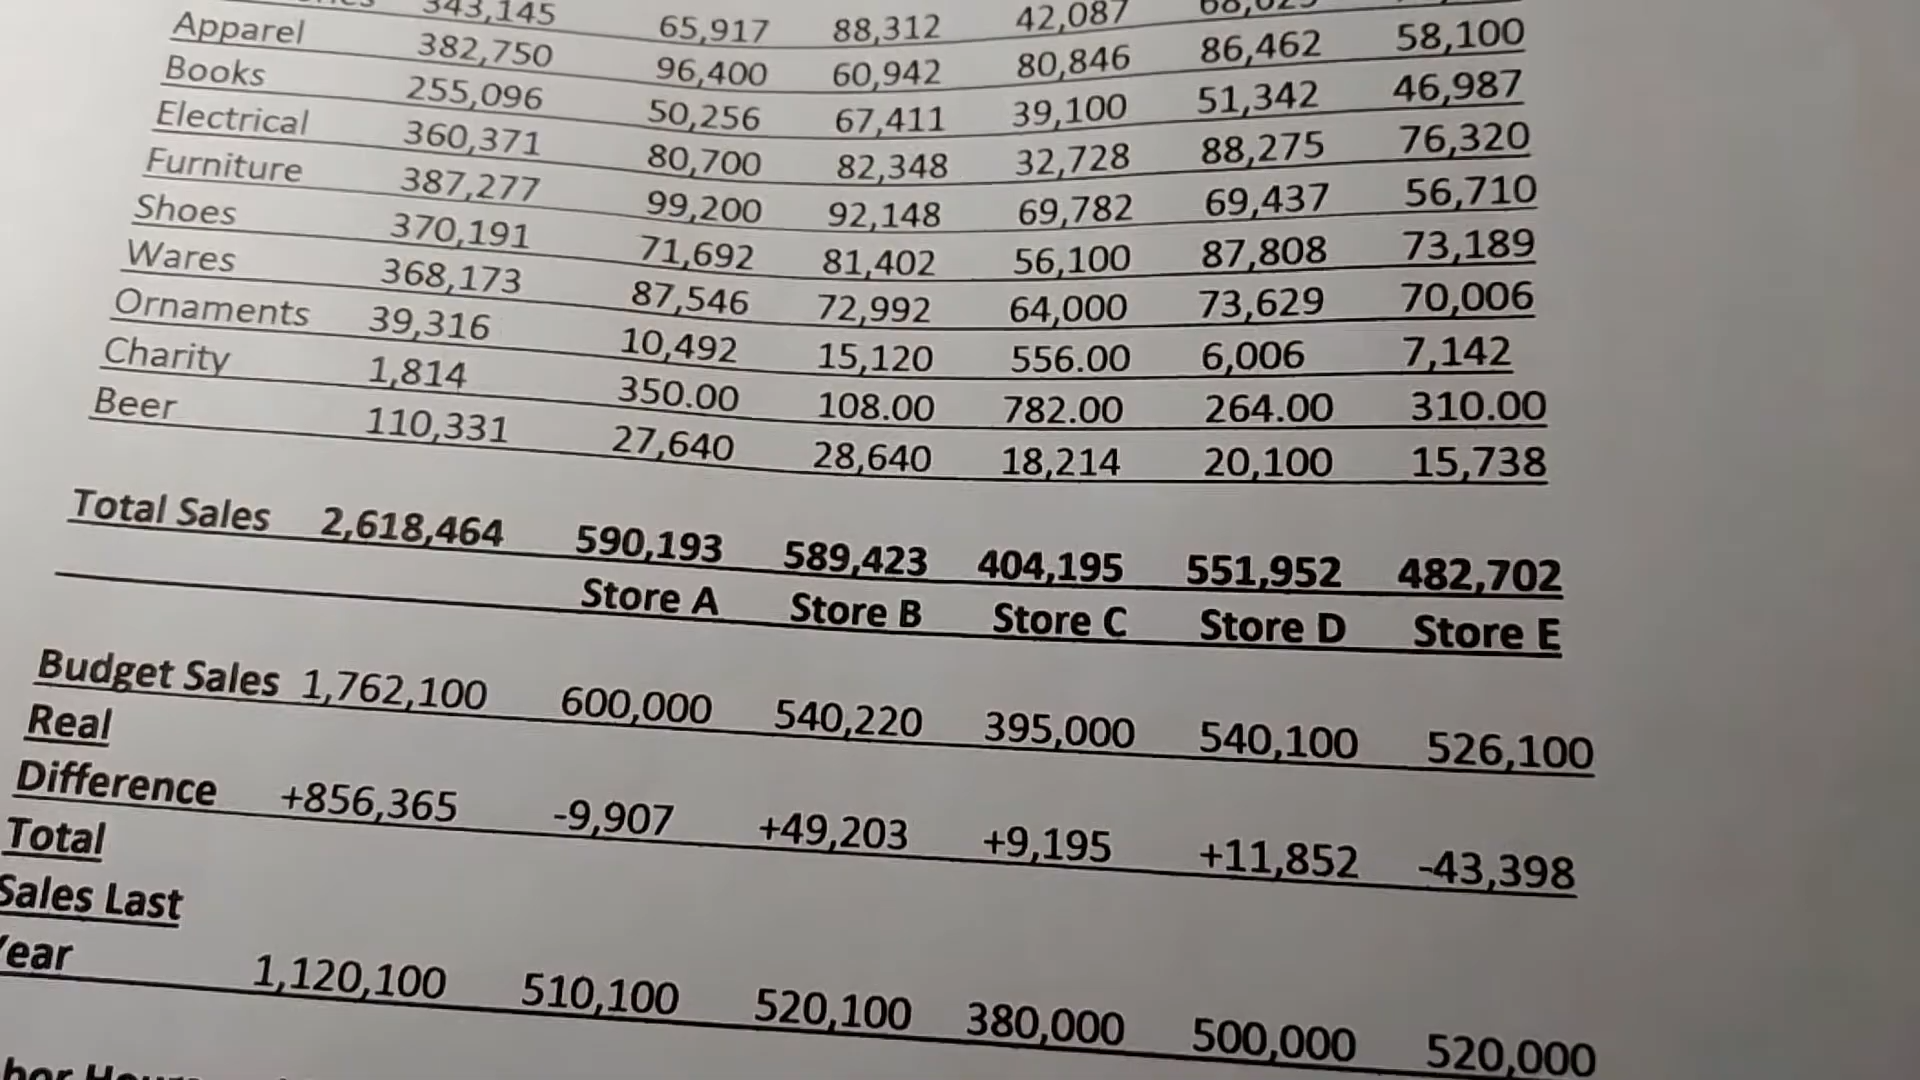 343,145 65,917 88,312 42,087
Apparel 382,750 96,400 60,942 80,846 86,462 58,100
Books 255,096 50,256 67,411 39,100 51,342 46,987
Electrical 360,371 80,700 82,348 32,728 88,275 76,320
Furniture 387,277 99,200 92,148 69,782 69,437 56,710
Shoes 370,191 71,692 81,402 56,100 87,808 73,189
Wares 368,173 87,546 72,992 64,000 73,629 70,006
Ornaments 39,316 10,492 15,120 556.00 6,006 7,142
Charity 1,814 350.00 108.00 782.00 264.00 310.00
Beer 110,331 27,640 28,640 18,214 20,100 15,738
Total Sales 2,618,464 590,193 589,423 404,195 551,952 482,702
Store A Store B Store C Store D Store E
Budget Sales 1,762,100 600,000 540,220 395,000 540,100 526,100
Real
Difference +856,365 -9,907 +49,203 +9,195 +11,852 -43,398
Total
Sales Last
Year 1,120,100 510,100 520,100 380,000 500,000 520,000